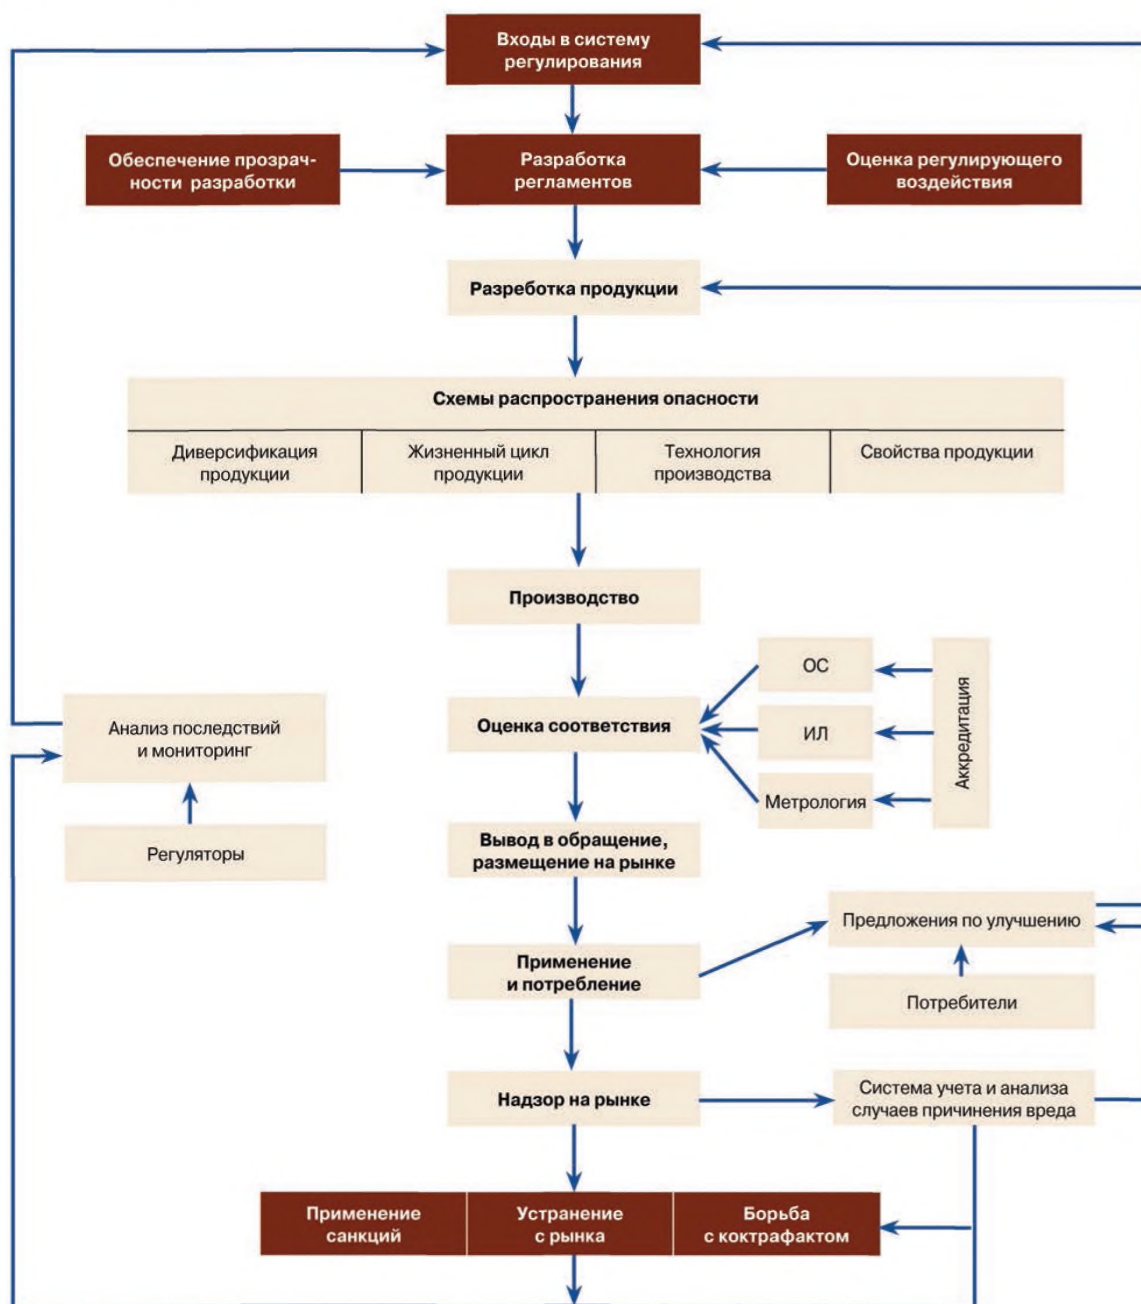 Входы в систему
регулирования
Обеспечение прозрач-
ности разработки
Разработка
регламентов
Оценка регулирующего
воздействия
Разреботка продукции
Схемы распространения опасности
Диверсификация
продукции
Жизненный цикл
продукции
Технология
производства
Свойства продукции
Производство
ОС
Оценка соответствия
ИЛ
Метрология
Аккредитация
Анализ последствий
и мониторинг
Регуляторы
Вывод в обращение,
размещение на рынке
Предложения по улучшению
Применение
и потребление
Потребители
Надзор на рынке
Система учета и анализа
случаев причинения вреда
Применение
санкций
Устранение
с рынка
Борьба
с коктрафактом